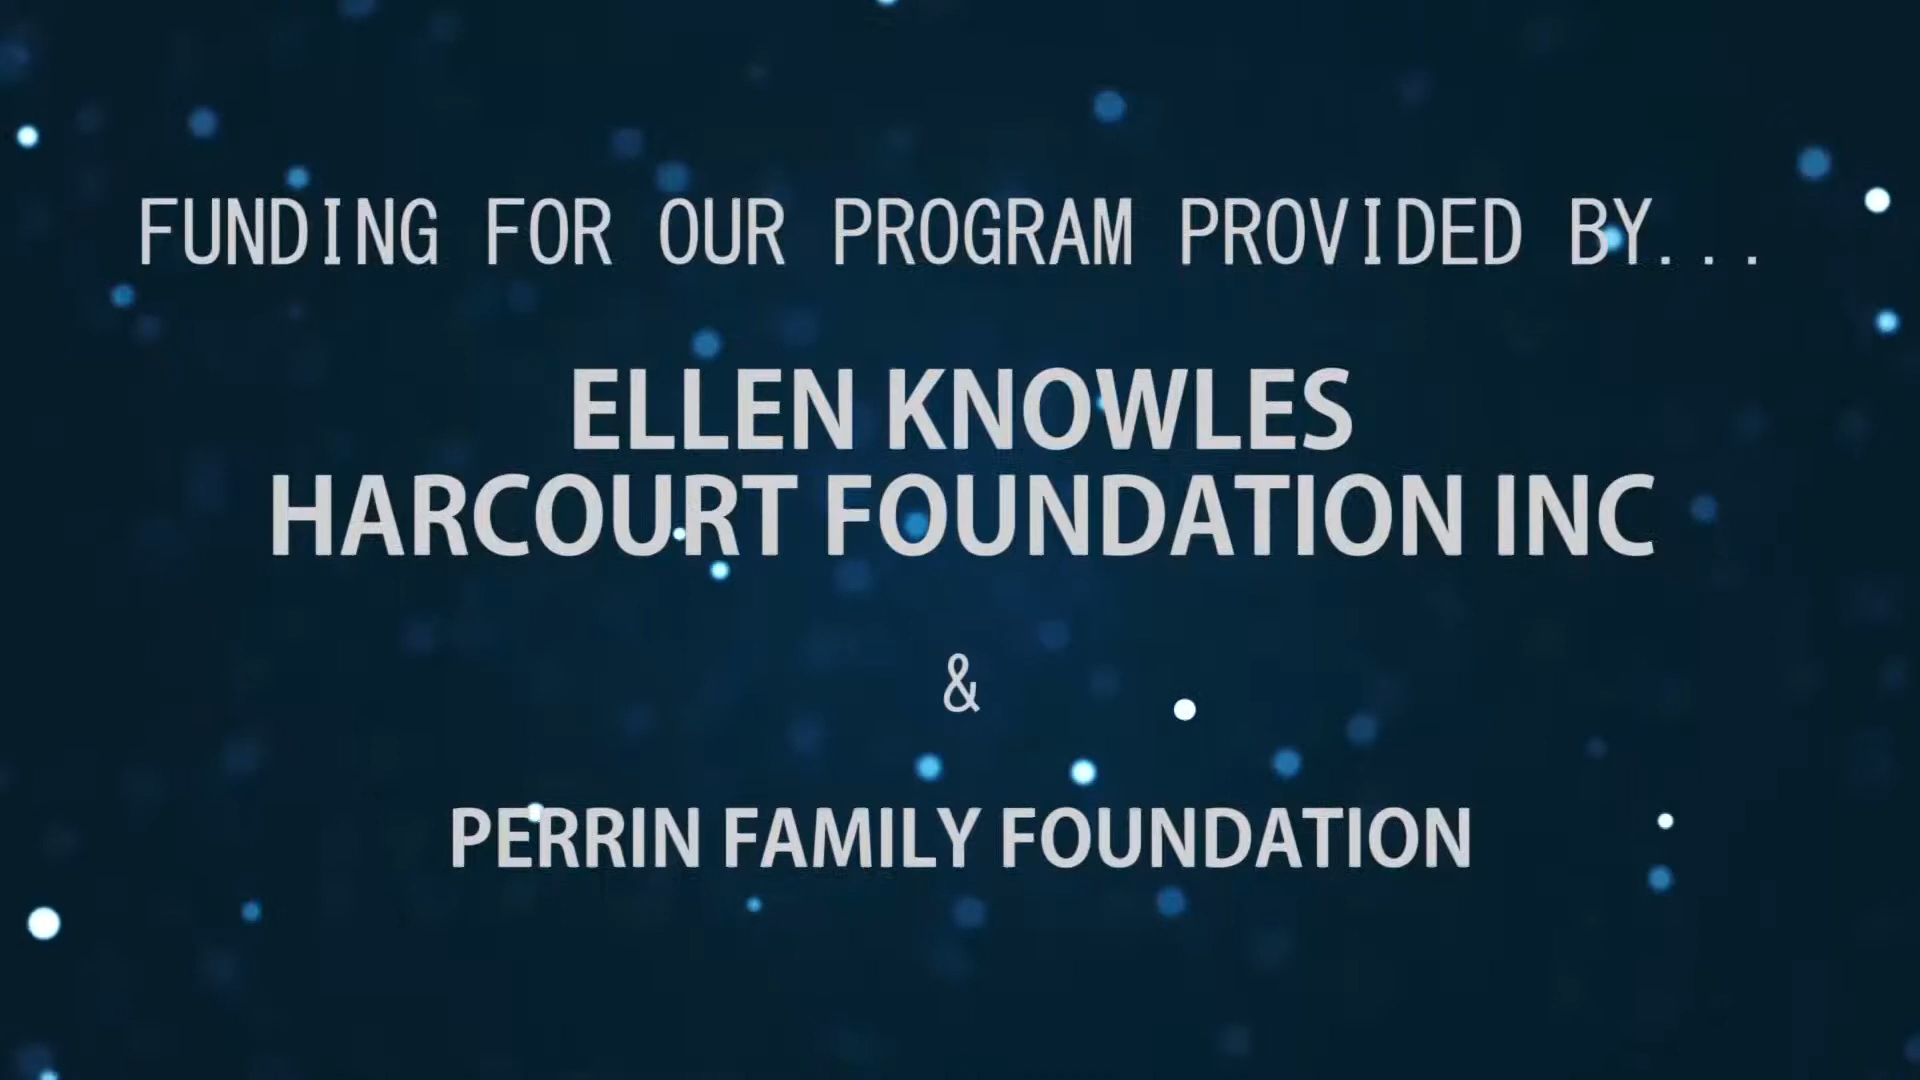 FUNDING FOR OUR PROGRAM PROVIDED BY...
ELLEN KNOWLES
HARCOURT FOUNDATION INC
&
PERRIN FAMILY FOUNDATION